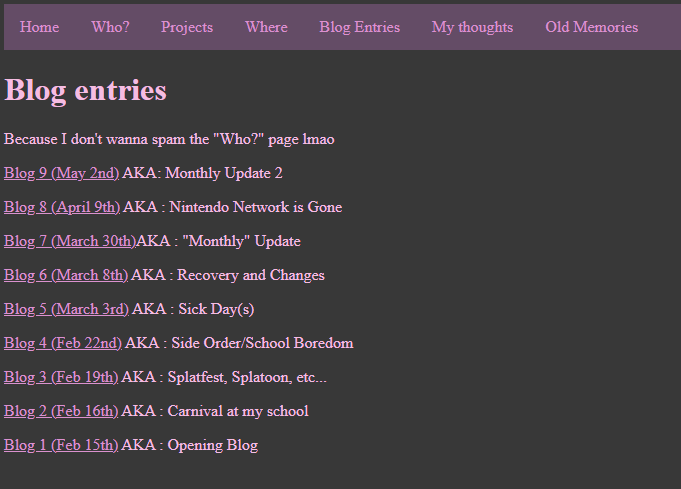 Home Who? Projects Where Blog Entries My thoughts Old Memories
Blog entries
Because I don't wanna spam the "Who?" page lmao
Blog 9 (May 2nd) AKA: Monthly Update 2
Blog 8 (April 9th) AKA : Nintendo Network is Gone
Blog 7 (March 30th)AKA : "Monthly" Update
Blog 6 (March 8th) AKA : Recovery and Changes
Blog 5 (March 3rd) AKA : Sick Day(s)
Blog 4 (Feb 22nd) AKA : Side Order/School Boredom
Blog 3 (Feb 19th) AKA : Splatfest, Splatoon, etc...
Blog 2 (Feb 16th) AKA : Carnival at my school
Blog 1 (Feb 15th) AKA : Opening Blog